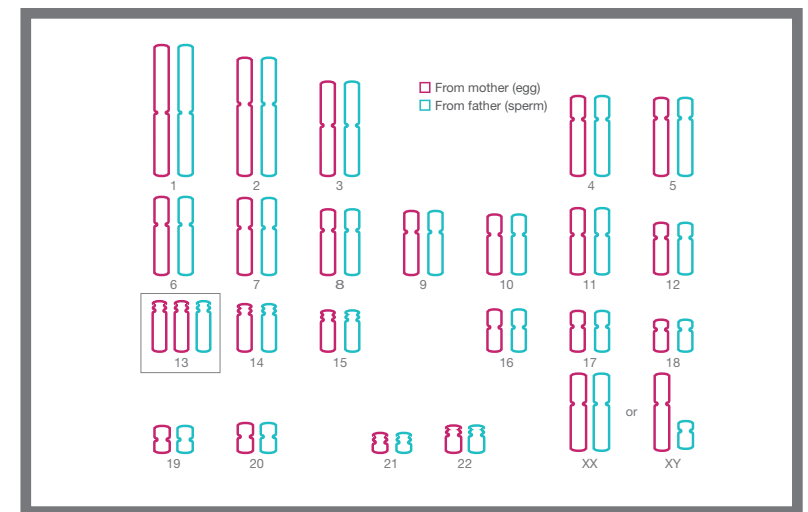 From mother (egg)
From father (sperm)
1 2 3 4 5
6 7 8 9 10 11 12
13 14 15 16 17 18
or
19 20 21 22 XX XY